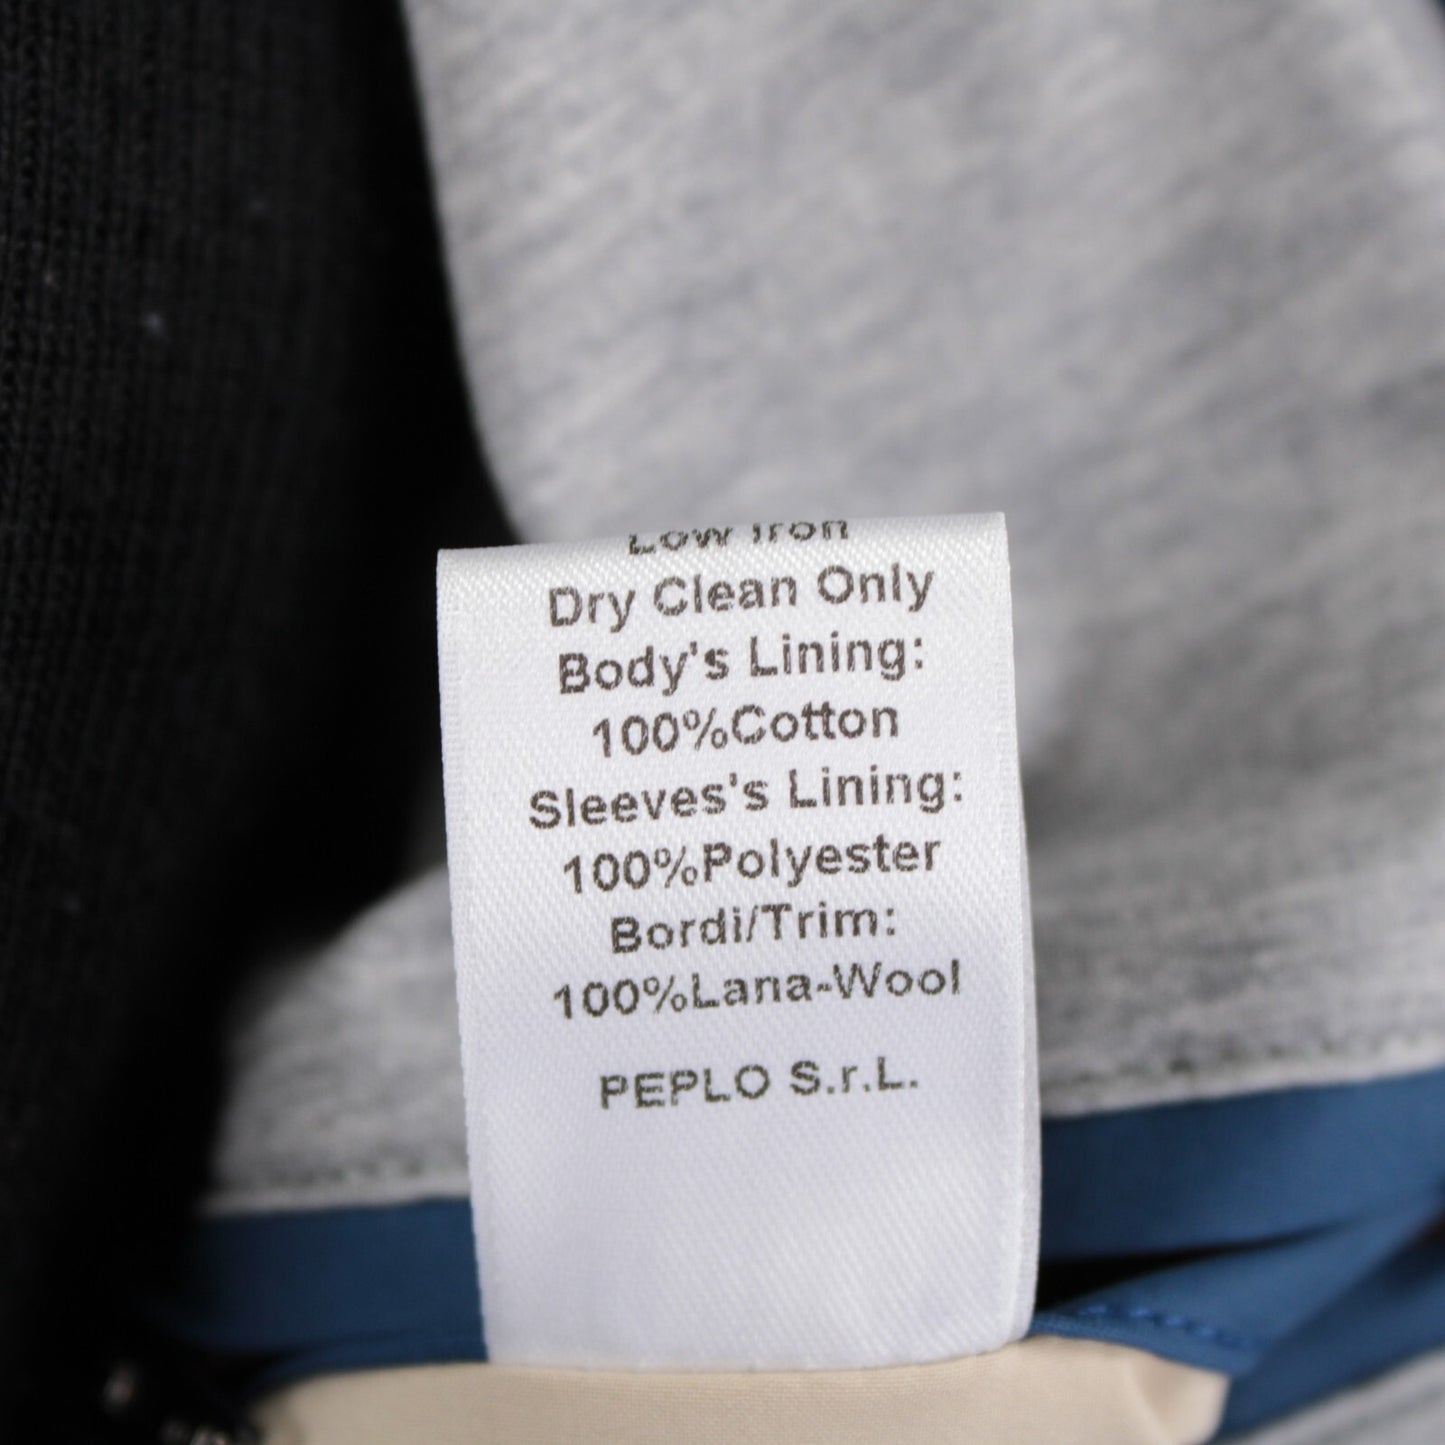 Low Iron
Dry Clean Only
Body's Lining:
100%Cotton
Sleeves's Lining:
100%Polyester
Bordi/Trim:
100%Lana-Wool
PEPLO S.r.L.